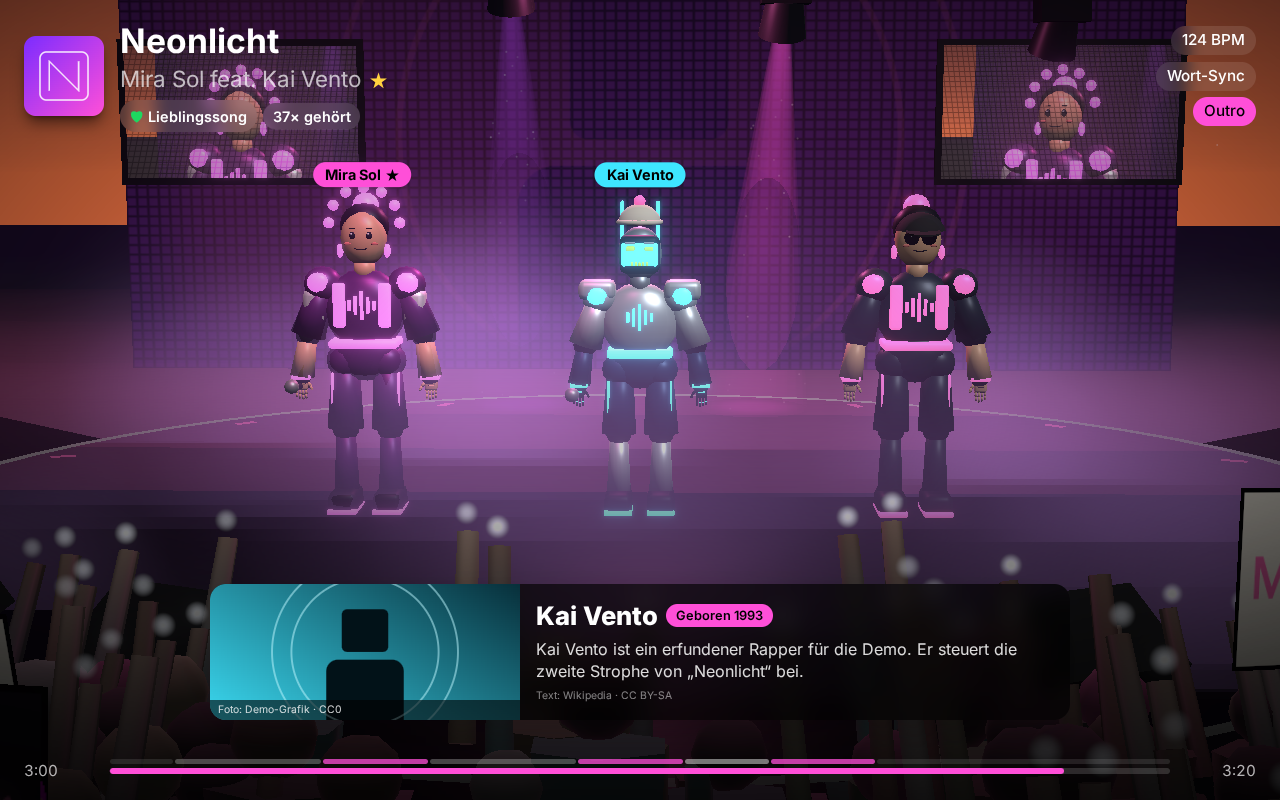 Neonlicht
Mira Sol feat. Kai Vento ★
Lieblingssong
37× gehört
124 BPM
Wort-Sync
Outro
Mira Sol ★
Kai Vento
Kai Vento
Geboren 1993
Kai Vento ist ein erfundener Rapper für die Demo. Er steuert die
zweite Strophe von „Neonlicht“ bei.
Text: Wikipedia · CC BY-SA
Foto: Demo-Grafik · CC0
3:00
3:20